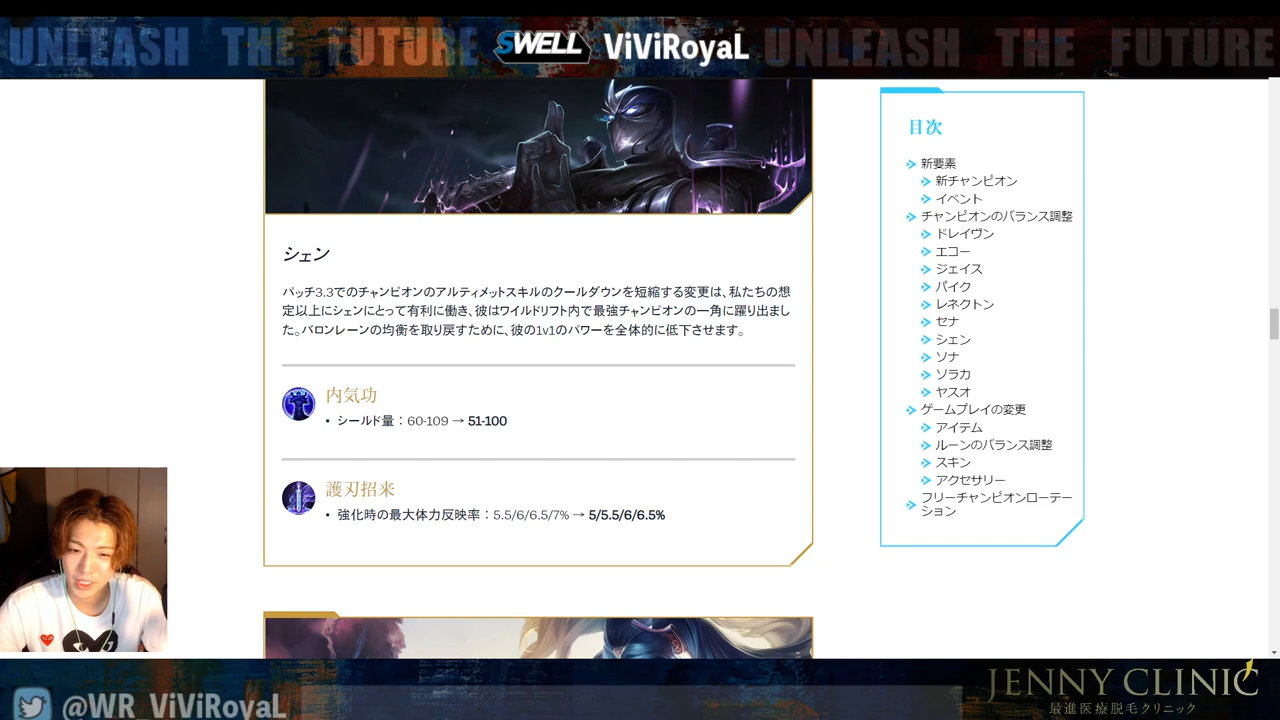 UNLEASH THE FUTURE SWELL ViViRoyaL UNLEASH THE FUTURE
シェン
パッチ3.3でのチャンピオンのアルティメットスキルのクールダウンを短縮する変更は、私たちの想
定以上にシェンにとって有利に働き、彼はワイルドリフト内で最強チャンピオンの一角に躍り出まし
た。バロンレーンの均衡を取り戻すために、彼の1v1のパワーを全体的に低下させます。
内気功
• シールド量：60-109 → 51-100
護刃招来
• 強化時の最大体力反映率：5.5/6/6.5/7% → 5/5.5/6/6.5%
目次
新要素
新チャンピオン
イベント
チャンピオンのバランス調整
ドレイヴン
エコー
ジェイス
パイク
レネクトン
セナ
シェン
ソナ
ソラカ
ヤスオ
ゲームプレイの変更
アイテム
ルーンのバランス調整
スキン
アクセサリー
フリーチャンピオンローテー
ション
@WR_ViViRoyaL
JENNY CLINIC
最進医療脱毛クリニック